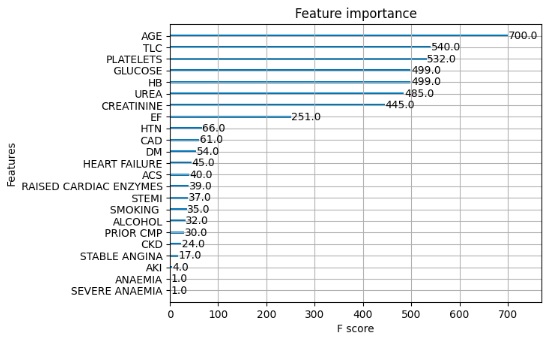 Feature importance
Features
AGE 700.0
TLC 540.0
PLATELETS 532.0
GLUCOSE 499.0
HB 499.0
UREA 485.0
CREATININE 445.0
EF 251.0
HTN 66.0
CAD 61.0
DM 54.0
HEART FAILURE 45.0
ACS 40.0
RAISED CARDIAC ENZYMES 39.0
STEMI 37.0
SMOKING 35.0
ALCOHOL 32.0
PRIOR CMP 30.0
CKD 24.0
STABLE ANGINA 17.0
AKI 4.0
ANAEMIA 1.0
SEVERE ANAEMIA 1.0
0 100 200 300 400 500 600 700
F score